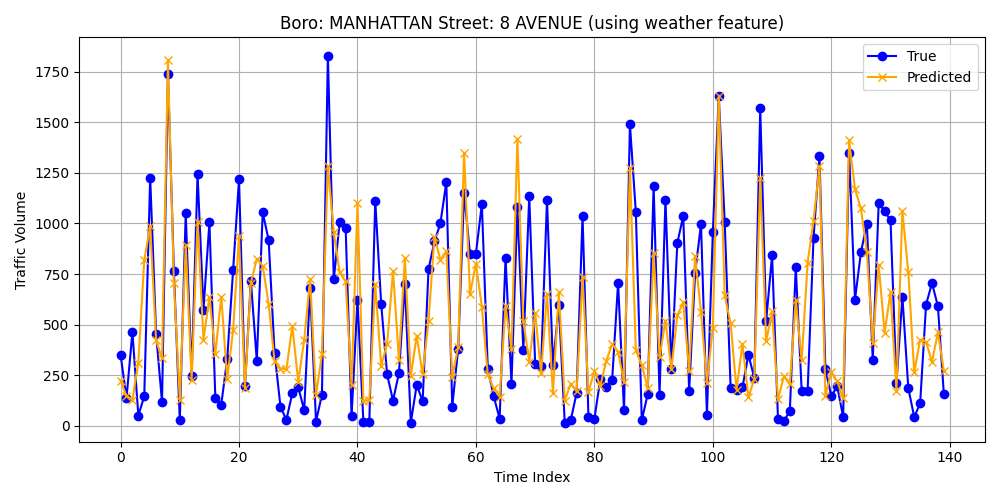 Boro: MANHATTAN Street: 8 AVENUE (using weather feature)
True
Predicted
Traffic Volume
1750
1500
1250
1000
750
500
250
0
0 20 40 60 80 100 120 140
Time Index